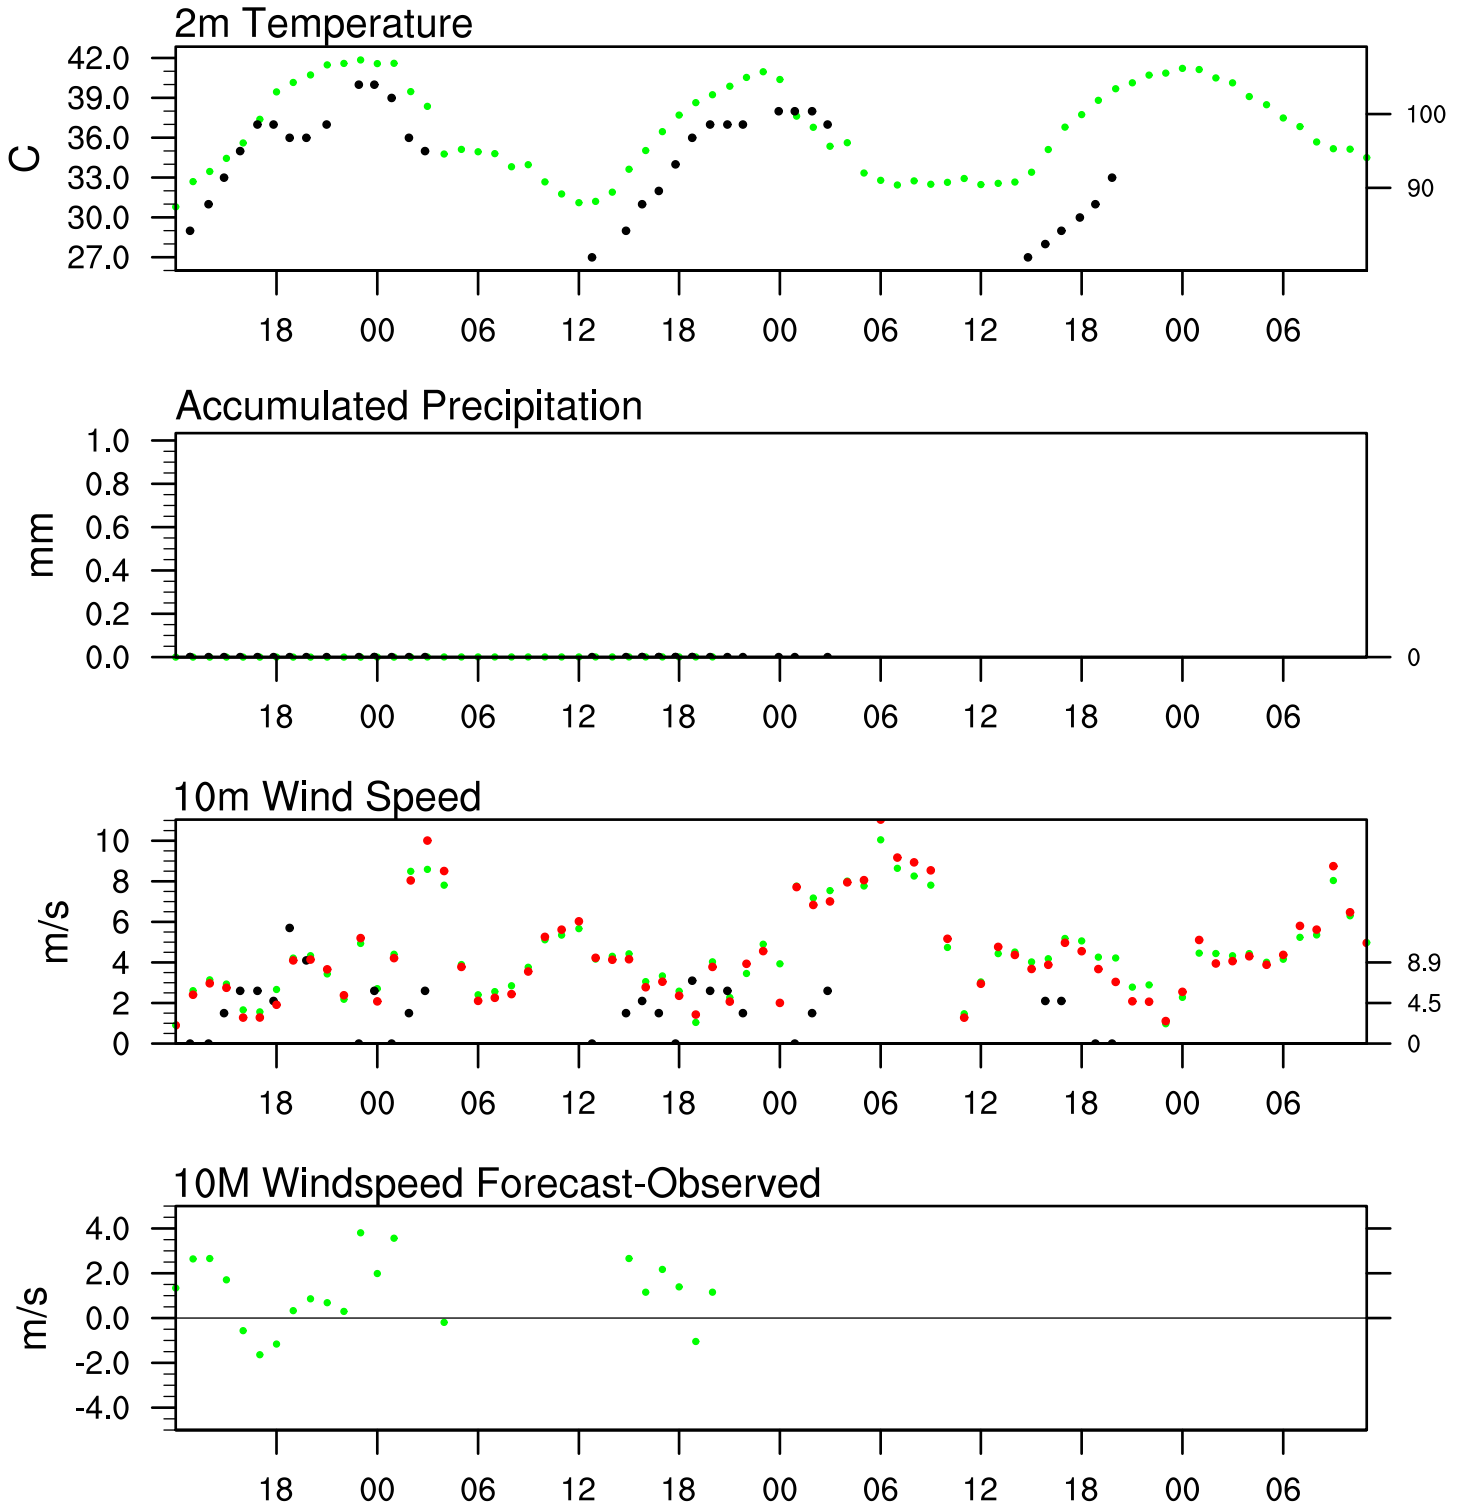 2m Temperature
42.0
39.0
36.0
33.0
30.0
27.0
C
100
90
18 00 06 12 18 00 06 12 18 00 06
Accumulated Precipitation
1.0
0.8
0.6
0.4
0.2
0.0
mm
0
18 00 06 12 18 00 06 12 18 00 06
10m Wind Speed
10
8
6
4
2
0
m/s
8.9
4.5
0
18 00 06 12 18 00 06 12 18 00 06
10M Windspeed Forecast-Observed
4.0
2.0
0.0
-2.0
-4.0
m/s
18 00 06 12 18 00 06 12 18 00 06